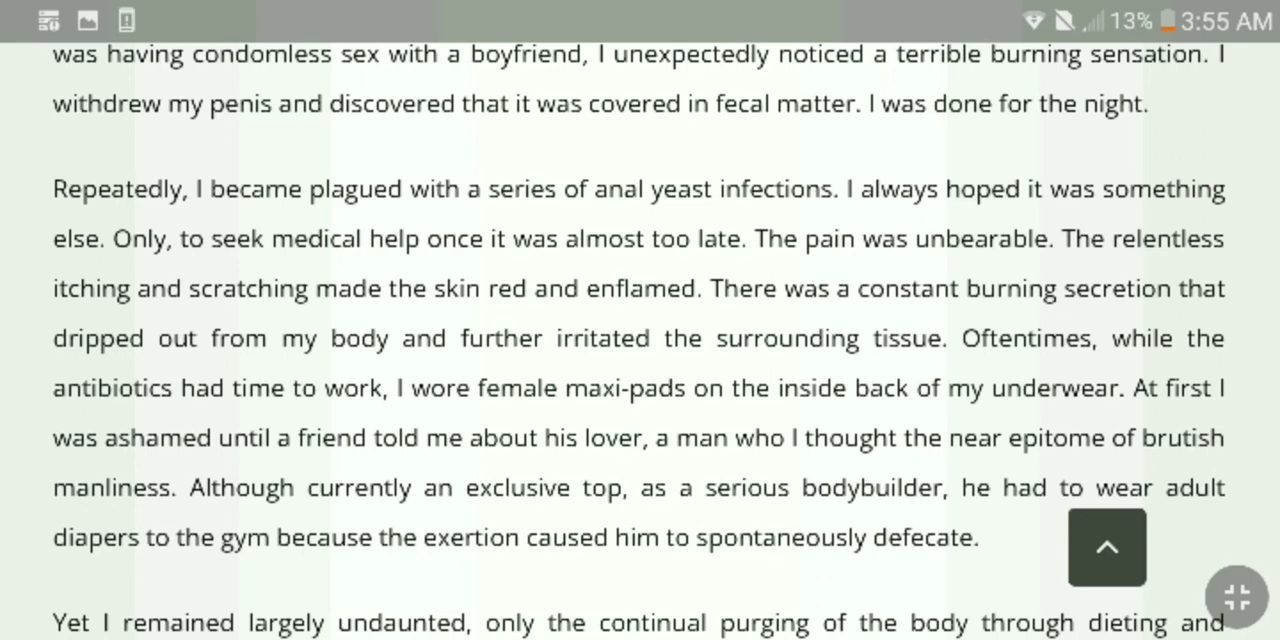 13% 3:55 AM
was having condomless sex with a boyfriend, I unexpectedly noticed a terrible burning sensation. I
withdrew my penis and discovered that it was covered in fecal matter. I was done for the night.
Repeatedly, I became plagued with a series of anal yeast infections. I always hoped it was something
else. Only, to seek medical help once it was almost too late. The pain was unbearable. The relentless
itching and scratching made the skin red and enflamed. There was a constant burning secretion that
dripped out from my body and further irritated the surrounding tissue. Oftentimes, while the
antibiotics had time to work, I wore female maxi-pads on the inside back of my underwear. At first I
was ashamed until a friend told me about his lover, a man who I thought the near epitome of brutish
manliness. Although currently an exclusive top, as a serious bodybuilder, he had to wear adult
diapers to the gym because the exertion caused him to spontaneously defecate.
Yet I remained largely undaunted, only the continual purging of the body through dieting and